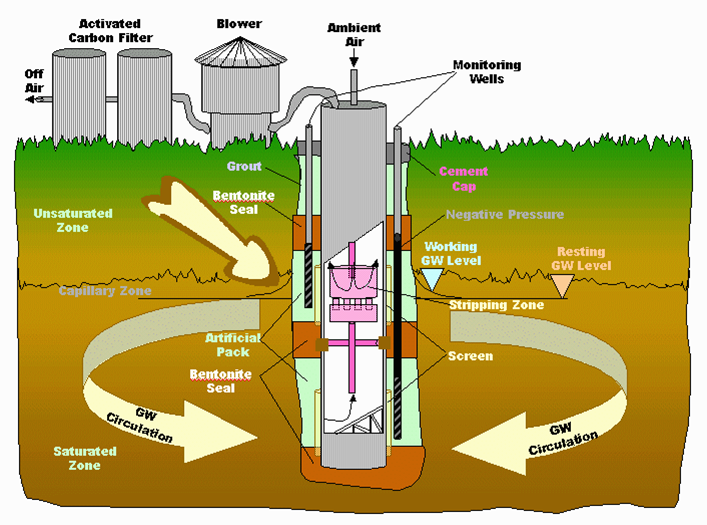 Activated
Carbon Filter
Blower
Ambient
Air
Off
Air
Monitoring
Wells
Grout
Cement
Cap
Bentonite
Seal
Unsaturated
Zone
Negative Pressure
Working
GW Level
Resting
GW Level
Capillary Zone
Stripping Zone
Artificial
Pack
Screen
Bentonite
Seal
GW
Circulation
GW
Circulation
Saturated
Zone